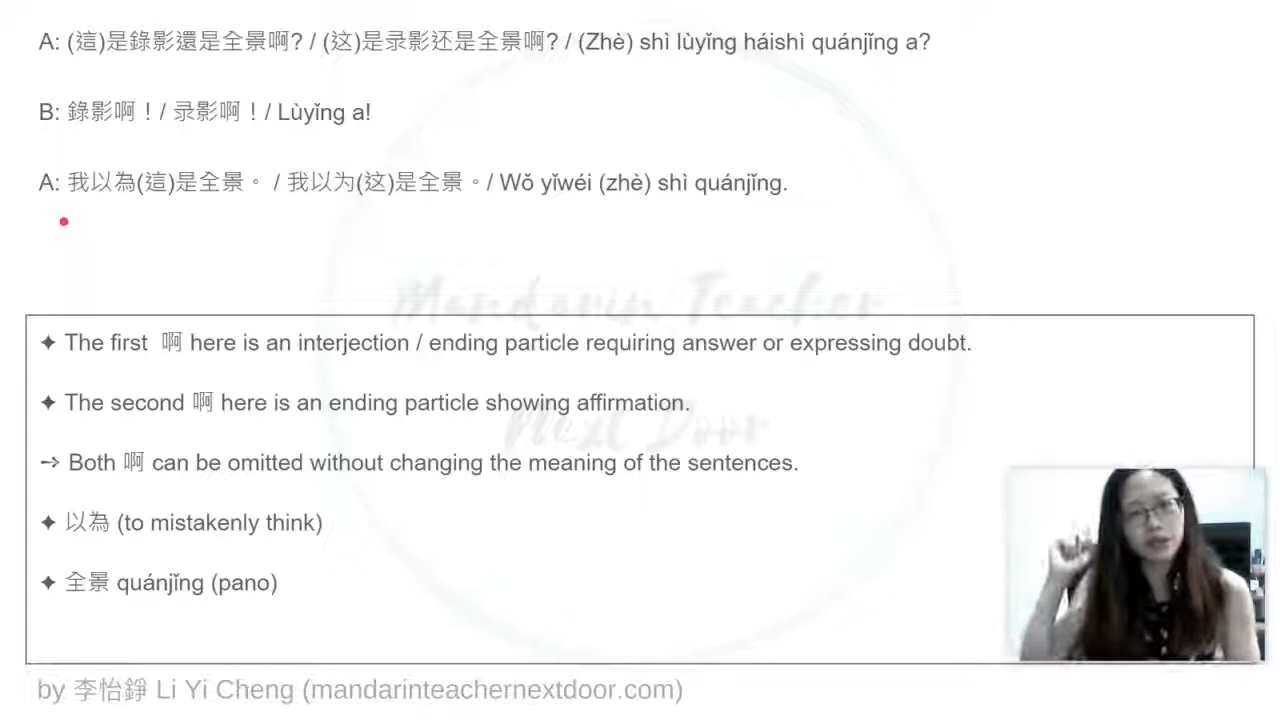 A: (這)是錄影還是全景啊? / (这)是录影还是全景啊? / (Zhè) shì lùyǐng háishì quánjǐng a?
B: 錄影啊！/ 录影啊！/ Lùyǐng a!
A: 我以為(這)是全景。 / 我以为(这)是全景。/ Wǒ yǐwéi (zhè) shì quánjǐng.
Mandarin Teacher
Next Door
✦ The first 啊 here is an interjection / ending particle requiring answer or expressing doubt.
✦ The second 啊 here is an ending particle showing affirmation.
➻ Both 啊 can be omitted without changing the meaning of the sentences.
✦ 以為 (to mistakenly think)
✦ 全景 quánjǐng (pano)
by 李怡錚 Li Yi Cheng (mandarinteachernextdoor.com)